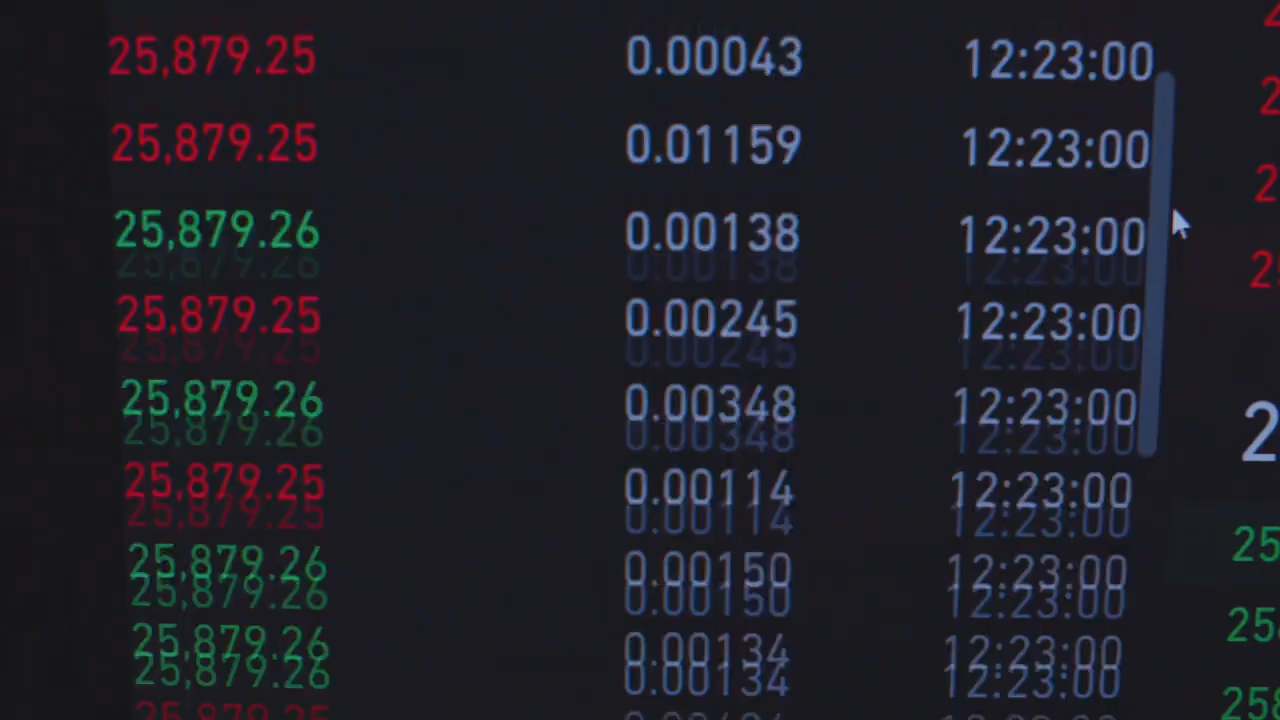 25,879.25 0.00043 12:23:00
25,879.25 0.01159 12:23:00
25,879.26 0.00138 12:23:00
25,879.25 0.00245 12:23:00
25,879.26 0.00348 12:23:00
25,879.25 0.00114 12:23:00
25,879.26 0.00150 12:23:00
25,879.26 0.00134 12:23:00
25,879.25